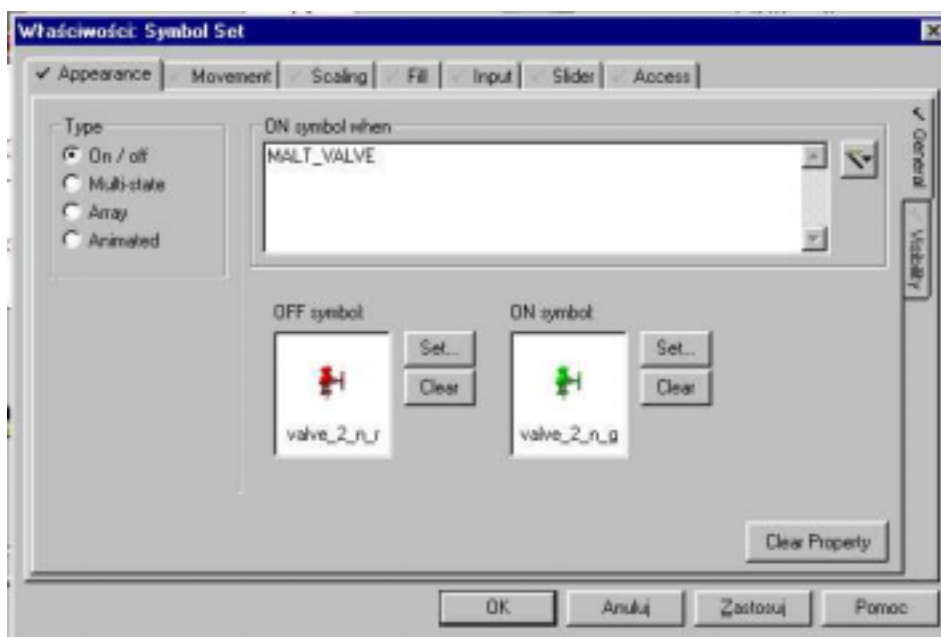 Właściwości: Symbol Set
Appearance Movement Scaling Fill Input Slider Access
Type
On / off
Multi-state
Array
Animated
ON symbol when
MALT_VALVE
General
Visibility
OFF symbol:
Set...
Clear
valve_2_n_r
ON symbol:
Set...
Clear
valve_2_n_g
Clear Property
OK Anuluj Zastosuj Pomoc